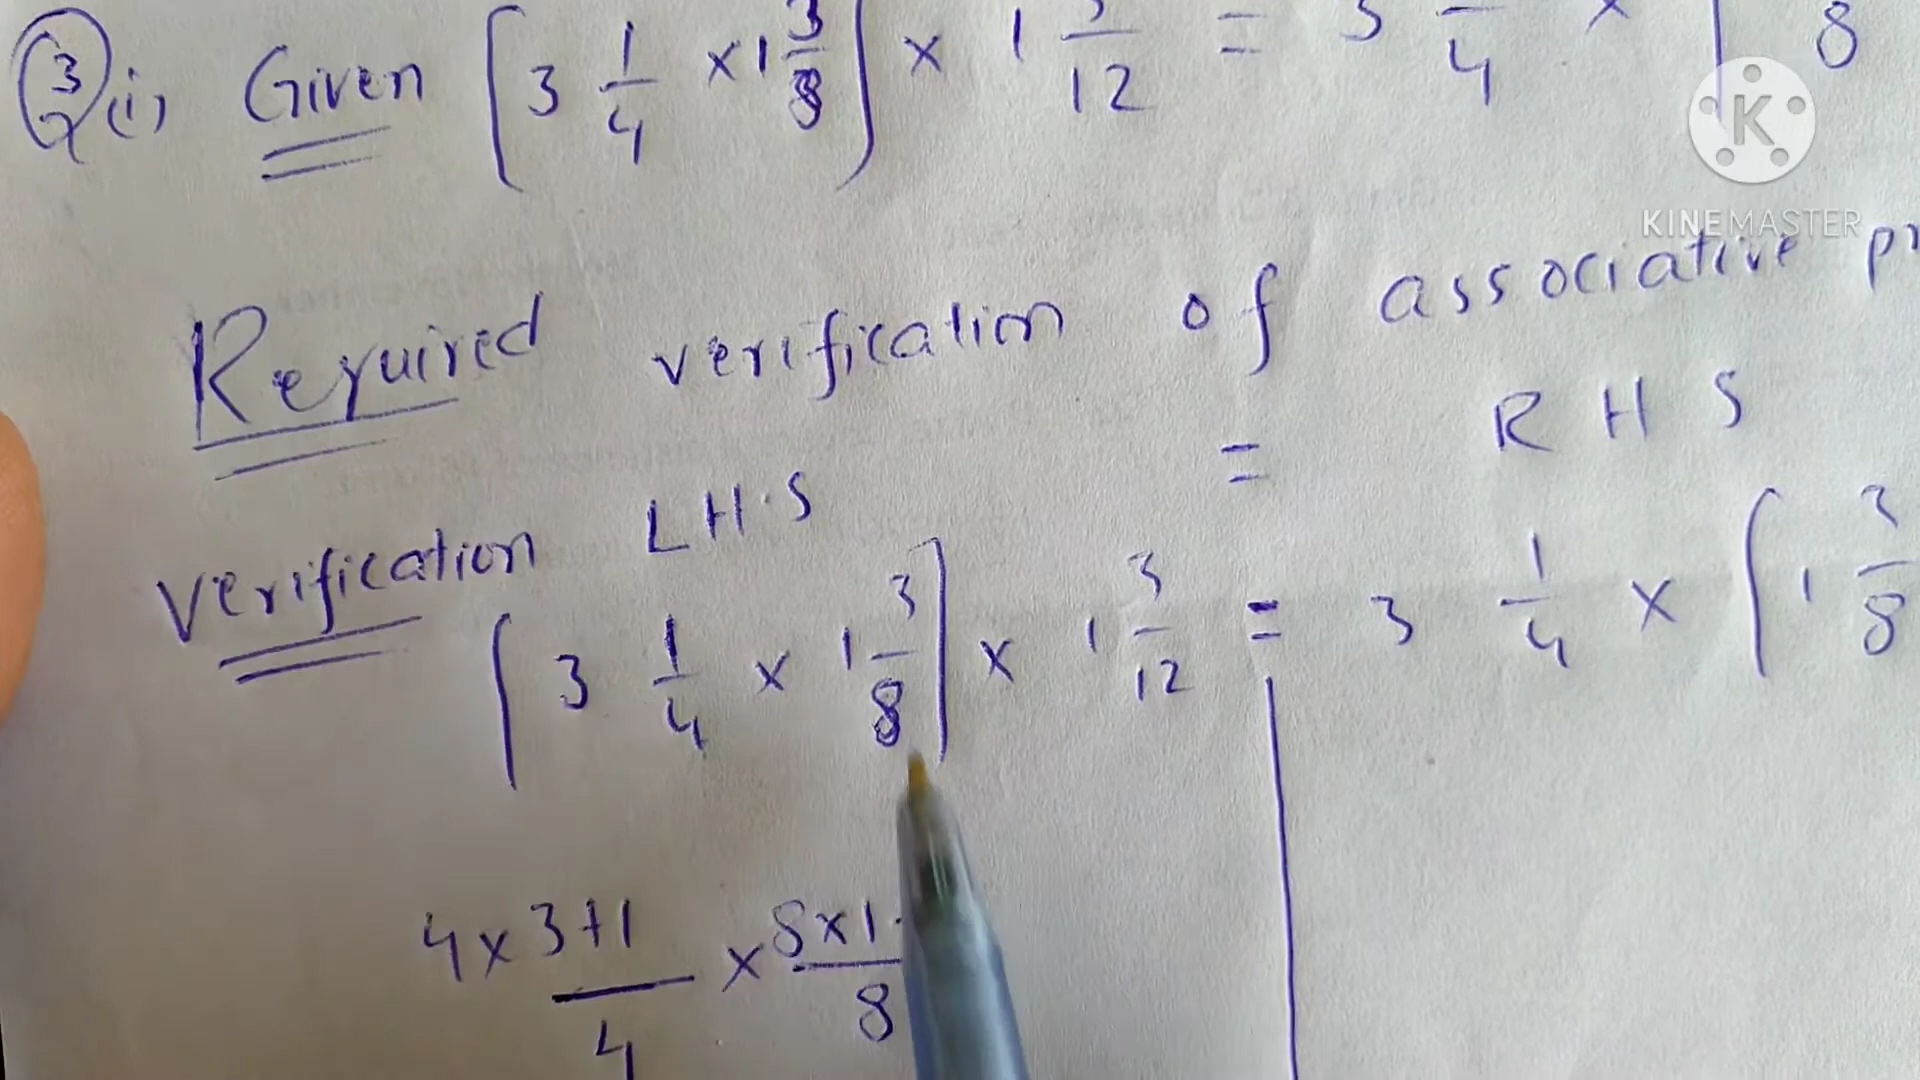 Q 3 (i) Given [3 1/4 × 1 3/8] × 1 3/12 = 3 1/4 × [ 8
KINEMASTER
Required verification of associative pr
= RHS
verification LH.S
[3 1/4 × 1 3/8] × 1 3/12 = 3 1/4 × [1 3/8
4×3+1/4 × 8×1/8